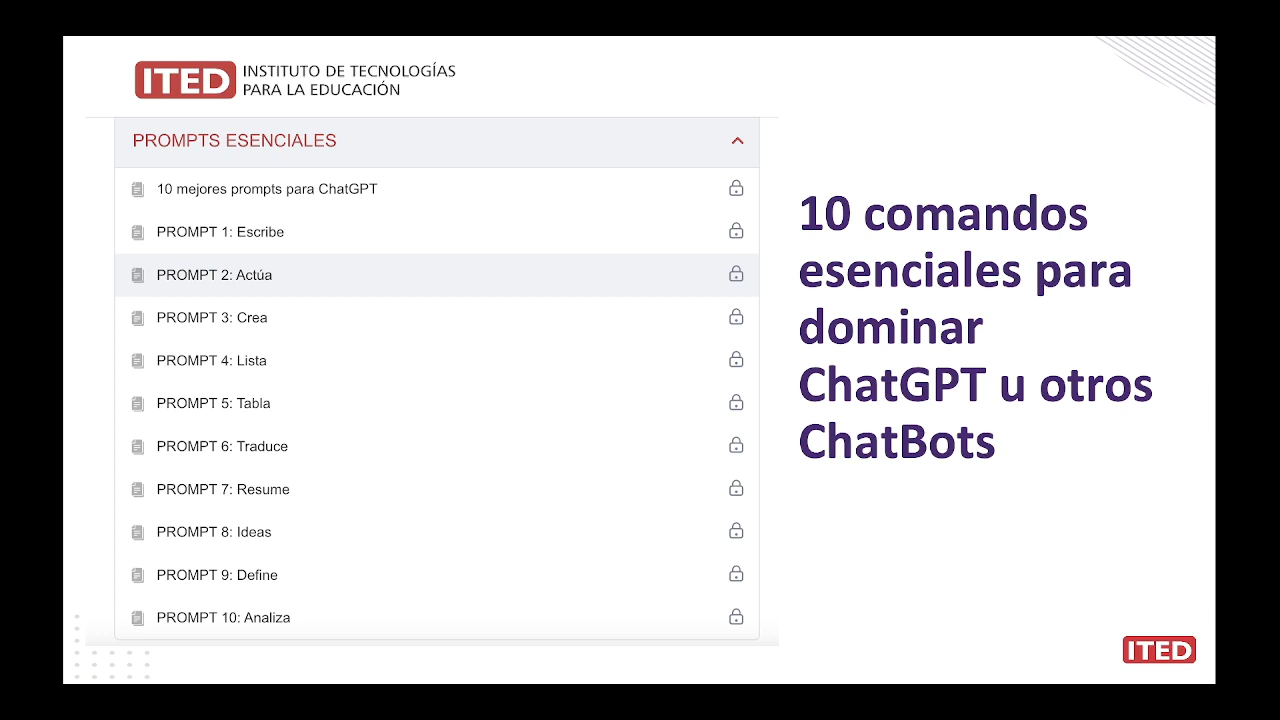 ITED INSTITUTO DE TECNOLOGÍAS
PARA LA EDUCACIÓN
PROMPTS ESENCIALES
10 mejores prompts para ChatGPT
PROMPT 1: Escribe
PROMPT 2: Actúa
PROMPT 3: Crea
PROMPT 4: Lista
PROMPT 5: Tabla
PROMPT 6: Traduce
PROMPT 7: Resume
PROMPT 8: Ideas
PROMPT 9: Define
PROMPT 10: Analiza
10 comandos
esenciales para
dominar
ChatGPT u otros
ChatBots
ITED